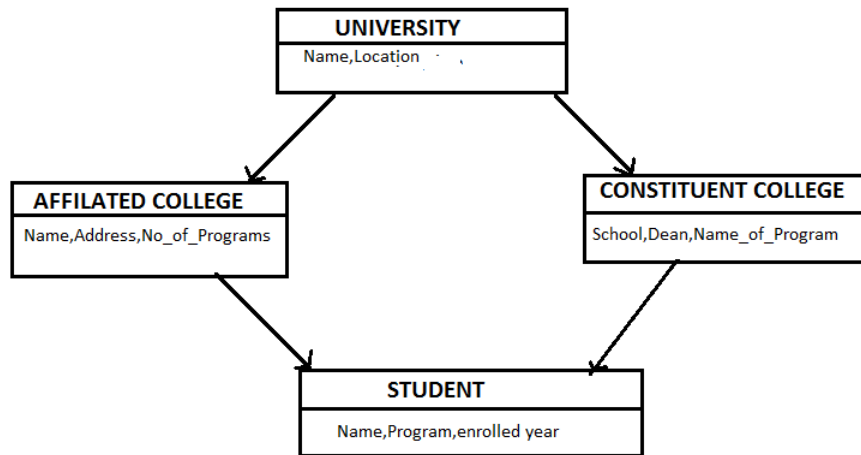 UNIVERSITY
Name,Location
AFFILATED COLLEGE
Name,Address,No_of_Programs
CONSTITUENT COLLEGE
School,Dean,Name_of_Program
STUDENT
Name,Program,enrolled year